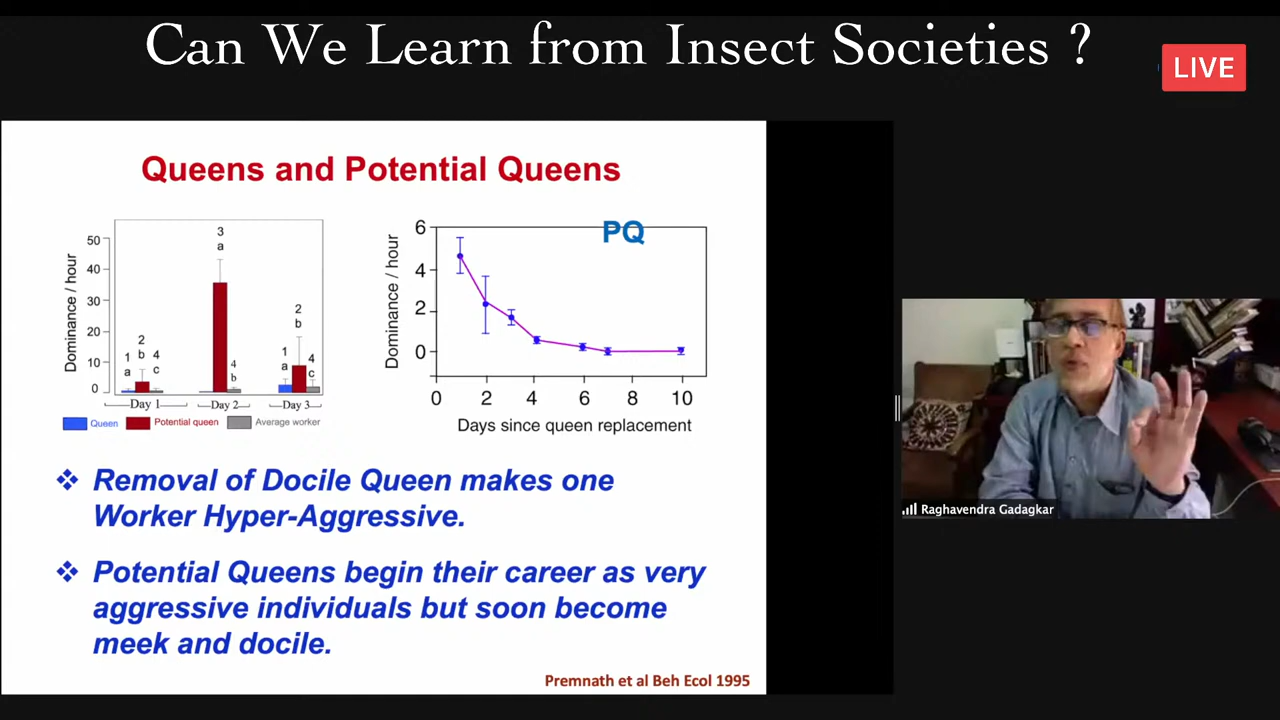 Can We Learn from Insect Societies ?
LIVE
Queens and Potential Queens
Dominance / hour
50
40
30
20
10
0
1
a
2
b
4
c
3
a
4
b
1
a
2
b
4
c
Day 1
Day 2
Day 3
Queen
Potential queen
Average worker
Dominance / hour
6
4
2
0
PQ
0 2 4 6 8 10
Days since queen replacement
❖ Removal of Docile Queen makes one
Worker Hyper-Aggressive.
❖ Potential Queens begin their career as very
aggressive individuals but soon become
meek and docile.
Premnath et al Beh Ecol 1995
Raghavendra Gadagkar